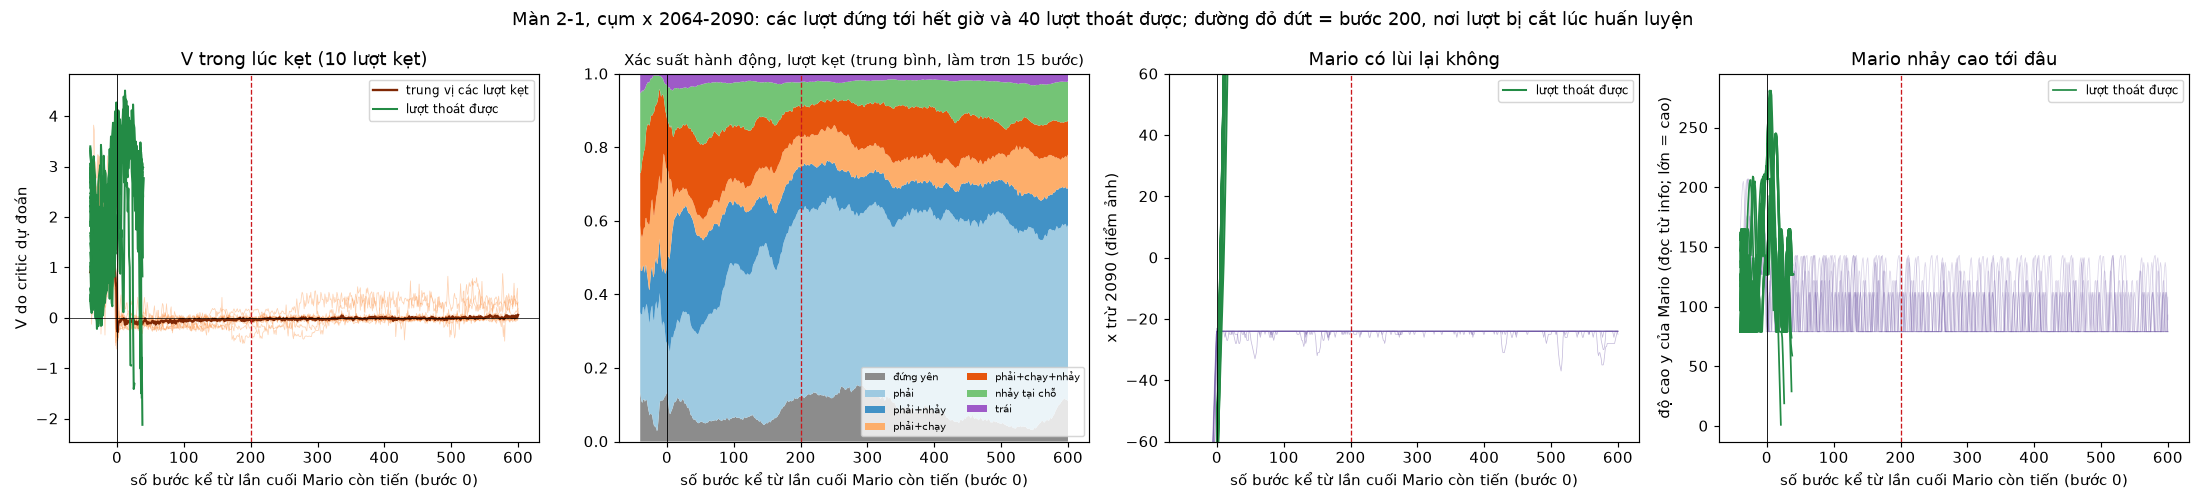 Màn 2-1, cụm x 2064-2090: các lượt đứng tới hết giờ và 40 lượt thoát được; đường đỏ đứt = bước 200, nơi lượt bị cắt lúc huấn luyện
V trong lúc kẹt (10 lượt kẹt)
V do critic dự đoán
4
3
2
1
0
−1
−2
trung vị các lượt kẹt
lượt thoát được
0
100
200
300
400
500
600
số bước kể từ lần cuối Mario còn tiến (bước 0)
Xác suất hành động, lượt kẹt (trung bình, làm trơn 15 bước)
1.0
0.8
0.6
0.4
0.2
0.0
đứng yên
phải
phải+nhảy
phải+chạy
phải+chạy+nhảy
nhảy tại chỗ
trái
0
100
200
300
400
500
600
số bước kể từ lần cuối Mario còn tiến (bước 0)
Mario có lùi lại không
x trừ 2090 (điểm ảnh)
60
40
20
0
−20
−40
−60
lượt thoát được
0
100
200
300
400
500
600
số bước kể từ lần cuối Mario còn tiến (bước 0)
Mario nhảy cao tới đâu
độ cao y của Mario (đọc từ info; lớn = cao)
250
200
150
100
50
0
lượt thoát được
0
100
200
300
400
500
600
số bước kể từ lần cuối Mario còn tiến (bước 0)